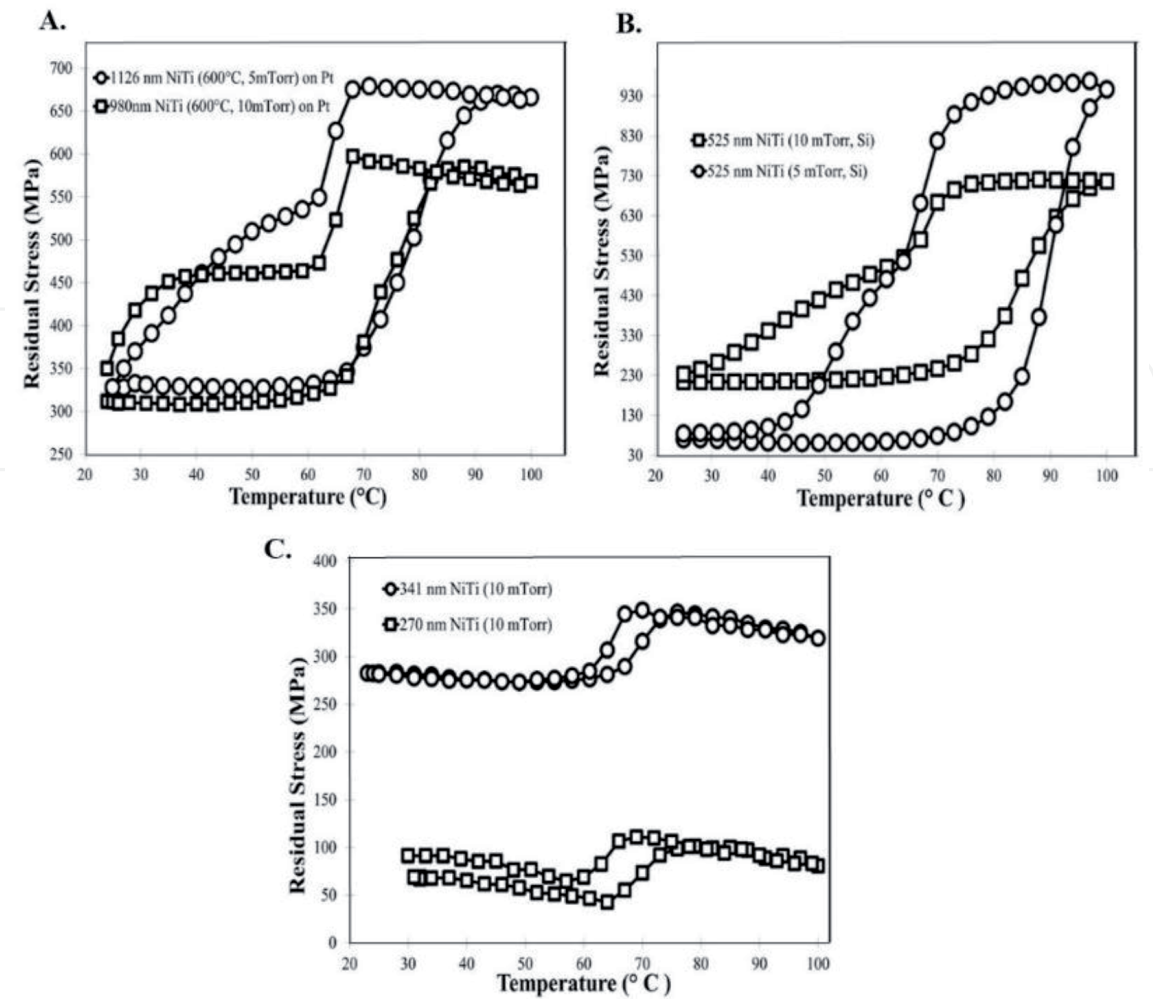 A.
700
650
600
550
500
450
400
350
300
250
20 30 40 50 60 70 80 90 100
Residual Stress (MPa)
Temperature (°C)
1126 nm NiTi (600°C, 5mTorr) on Pt
980nm NiTi (600°C, 10mTorr) on Pt
B.
930
830
730
630
530
430
330
230
130
30
20 30 40 50 60 70 80 90 100
Residual Stress (MPa)
Temperature (° C )
525 nm NiTi (10 mTorr, Si)
525 nm NiTi (5 mTorr, Si)
C.
400
350
300
250
200
150
100
50
0
20 30 40 50 60 70 80 90 100
Residual Stress (MPa)
Temperature (° C )
341 nm NiTi (10 mTorr)
270 nm NiTi (10 mTorr)